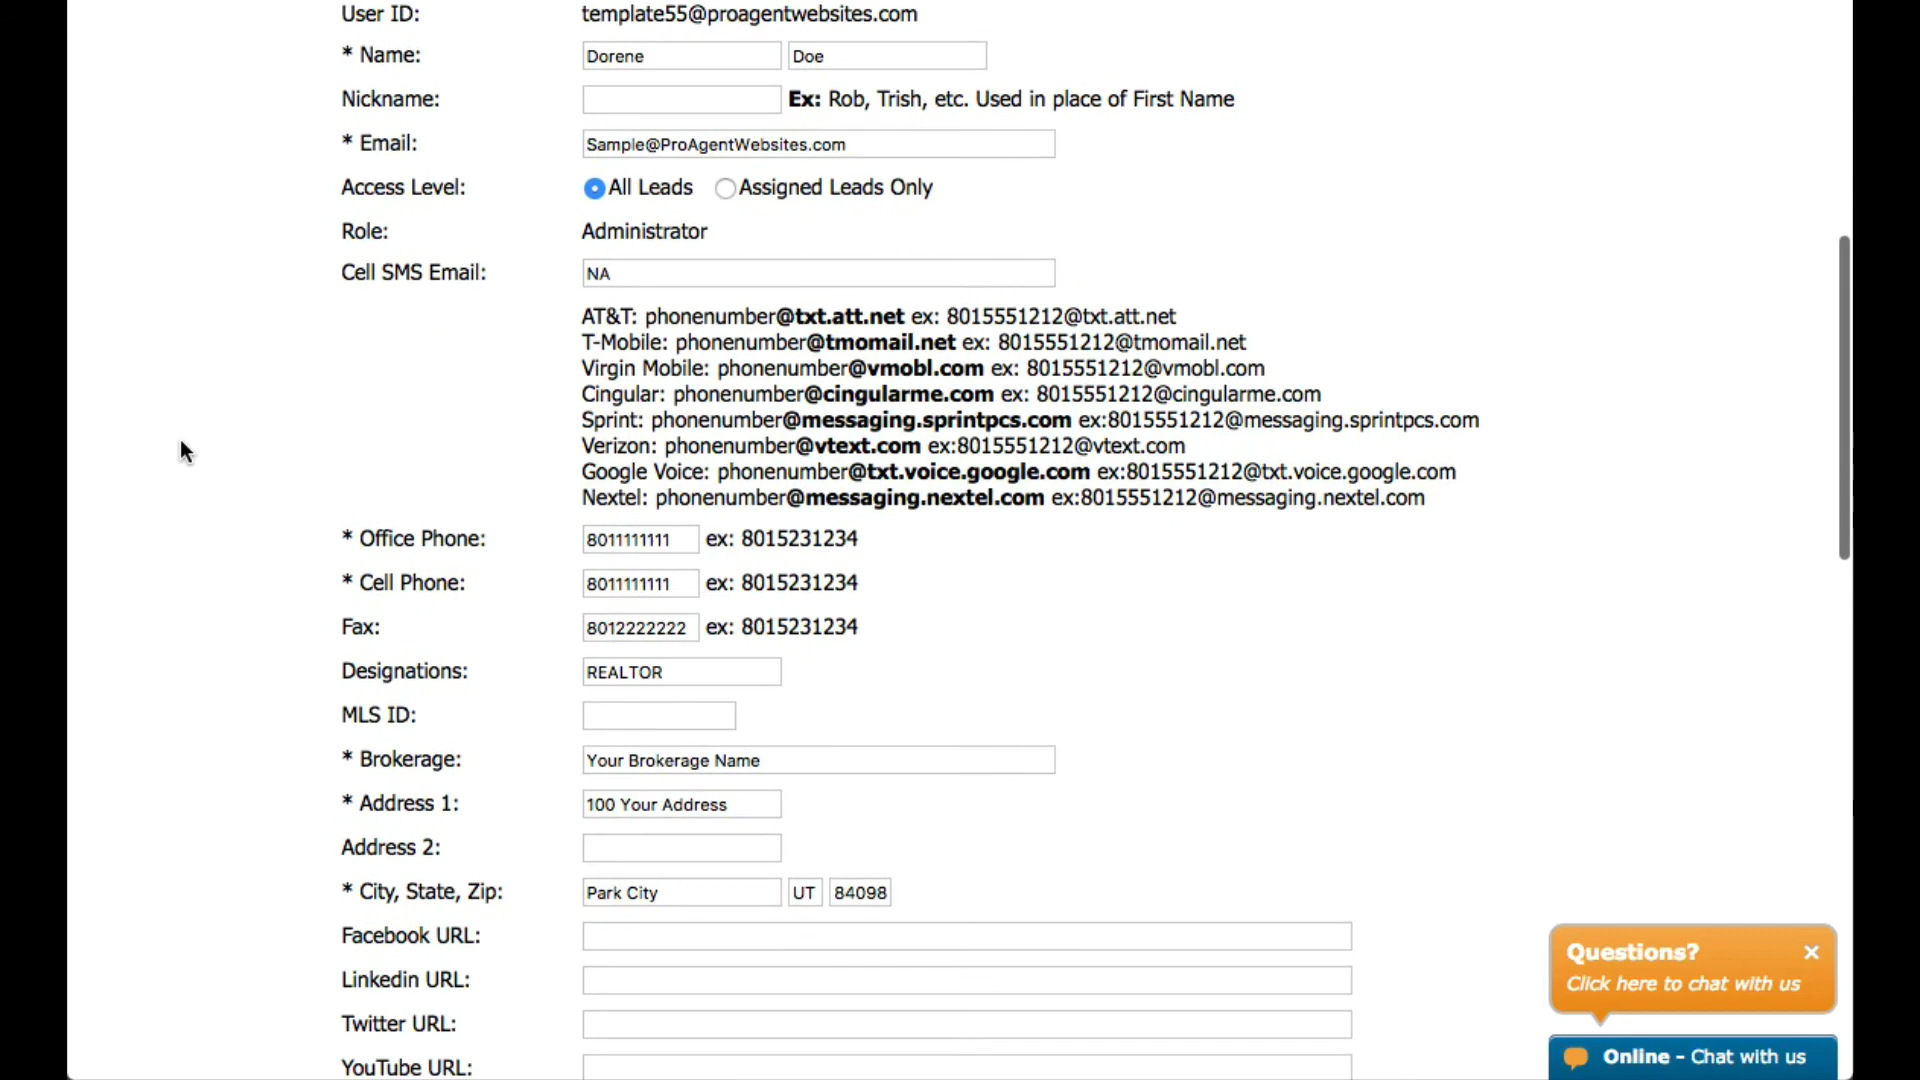 User ID: template55@proagentwebsites.com
* Name: Dorene Doe
Nickname: Ex: Rob, Trish, etc. Used in place of First Name
* Email: Sample@ProAgentWebsites.com
Access Level: All Leads Assigned Leads Only
Role: Administrator
Cell SMS Email: NA
AT&T: phonenumber@txt.att.net ex: 8015551212@txt.att.net
T-Mobile: phonenumber@tmomail.net ex: 8015551212@tmomail.net
Virgin Mobile: phonenumber@vmobl.com ex: 8015551212@vmobl.com
Cingular: phonenumber@cingularme.com ex: 8015551212@cingularme.com
Sprint: phonenumber@messaging.sprintpcs.com ex:8015551212@messaging.sprintpcs.com
Verizon: phonenumber@vtext.com ex:8015551212@vtext.com
Google Voice: phonenumber@txt.voice.google.com ex:8015551212@txt.voice.google.com
Nextel: phonenumber@messaging.nextel.com ex:8015551212@messaging.nextel.com
* Office Phone: 8011111111 ex: 8015231234
* Cell Phone: 8011111111 ex: 8015231234
Fax: 8012222222 ex: 8015231234
Designations: REALTOR
MLS ID:
* Brokerage: Your Brokerage Name
* Address 1: 100 Your Address
Address 2:
* City, State, Zip: Park City UT 84098
Facebook URL:
Linkedin URL:
Twitter URL:
YouTube URL:
Questions?
Click here to chat with us
Online - Chat with us